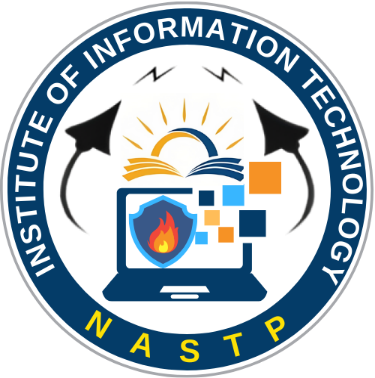 INSTITUTE OF INFORMATION TECHNOLOGY
NASTP